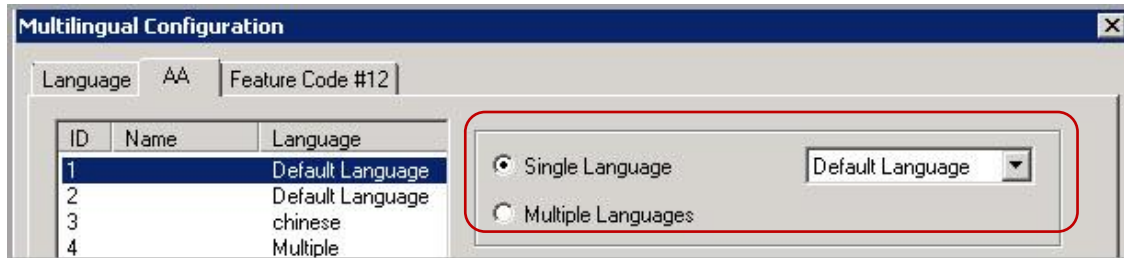 Multilingual Configuration
Language AA Feature Code #12
ID Name Language
1 Default Language
2 Default Language
3 chinese
4 Multiple
Single Language Default Language
Multiple Languages